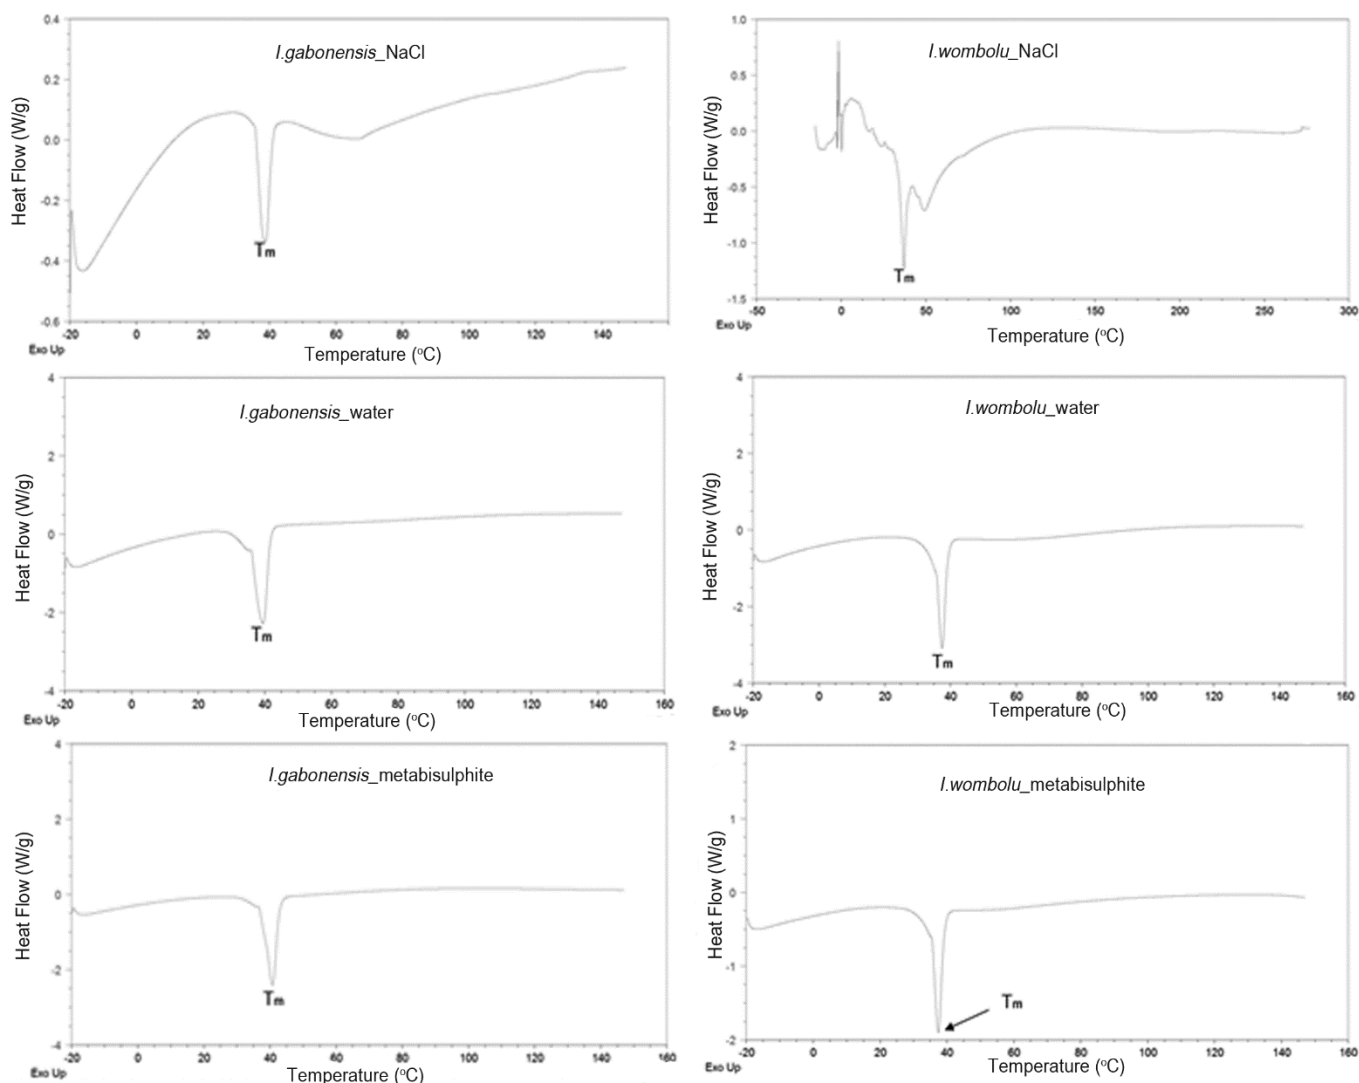 I.gabonensis_NaCl
0.4
0.2
0.0
-0.2
-0.4
-0.6
Heat Flow (W/g)
Tm
-20 0 20 40 60 80 100 120 140
Exo Up
Temperature (ºC)
I.wombolu_NaCl
1.0
0.5
0.0
-0.5
-1.0
-1.5
Heat Flow (W/g)
Tm
-50 0 50 100 150 200 250 300
Exo Up
Temperature (ºC)
I.gabonensis_water
4
2
0
-2
-4
Heat Flow (W/g)
Tm
-20 0 20 40 60 80 100 120 140 160
Exo Up
Temperature (ºC)
I.wombolu_water
4
2
0
-2
-4
Heat Flow (W/g)
Tm
-20 0 20 40 60 80 100 120 140 160
Exo Up
Temperature (ºC)
I.gabonensis_metabisulphite
4
2
0
-2
-4
Heat Flow (W/g)
Tm
-20 0 20 40 60 80 100 120 140 160
Exo Up
Temperature (ºC)
I.wombolu_metabisulphite
2
1
0
-1
-2
Heat Flow (W/g)
Tm
-20 0 20 40 60 80 100 120 140 160
Exo Up
Temperature (ºC)